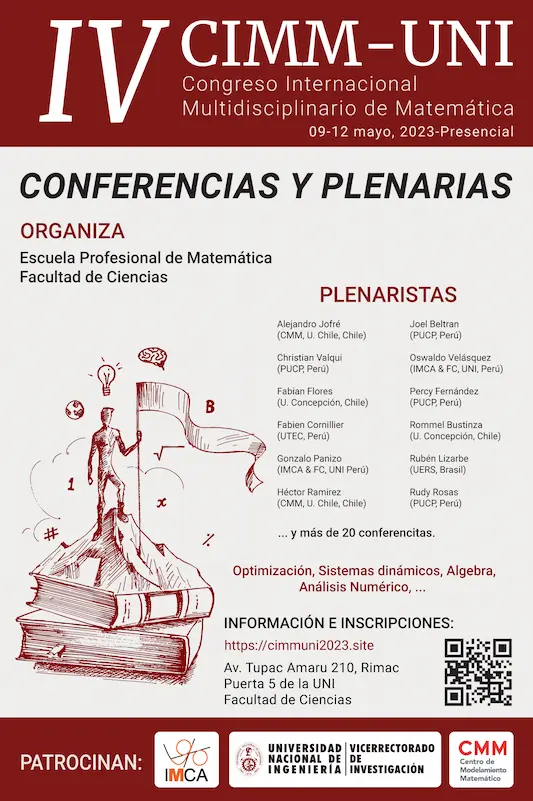 IV
CIMM-UNI
Congreso Internacional
Multidisciplinario de Matemática
09-12 mayo, 2023-Presencial
CONFERENCIAS Y PLENARIAS
ORGANIZA
Escuela Profesional de Matemática
Facultad de Ciencias
PLENARISTAS
Alejandro Jofré
(CMM, U. Chile, Chile)
Christian Valqui
(PUCP, Perú)
Fabian Flores
(U. Concepción, Chile)
Fabien Cornillier
(UTEC, Perú)
Gonzalo Panizo
(IMCA & FC, UNI Perú)
Héctor Ramirez
(CMM, U. Chile, Chile)
Joel Beltran
(PUCP, Perú)
Oswaldo Velásquez
(IMCA & FC, UNI, Perú)
Percy Fernández
(PUCP, Perú)
Rommel Bustinza
(U. Concepción, Chile)
Rubén Lizarbe
(UERS, Brasil)
Rudy Rosas
(PUCP, Perú)
... y más de 20 conferencitas.
B
√
1
x
#
٪
Optimización, Sistemas dinámicos, Algebra,
Análisis Numérico, ...
INFORMACIÓN E INSCRIPCIONES:
https://cimmuni2023.site
Av. Tupac Amaru 210, Rimac
Puerta 5 de la UNI
Facultad de Ciencias
PATROCINAN:
IMCA
UNIVERSIDAD
NACIONAL DE
INGENIERÍA
VICERRECTORADO
DE
INVESTIGACIÓN
CMM
Centro de
Modelamiento
Matemático